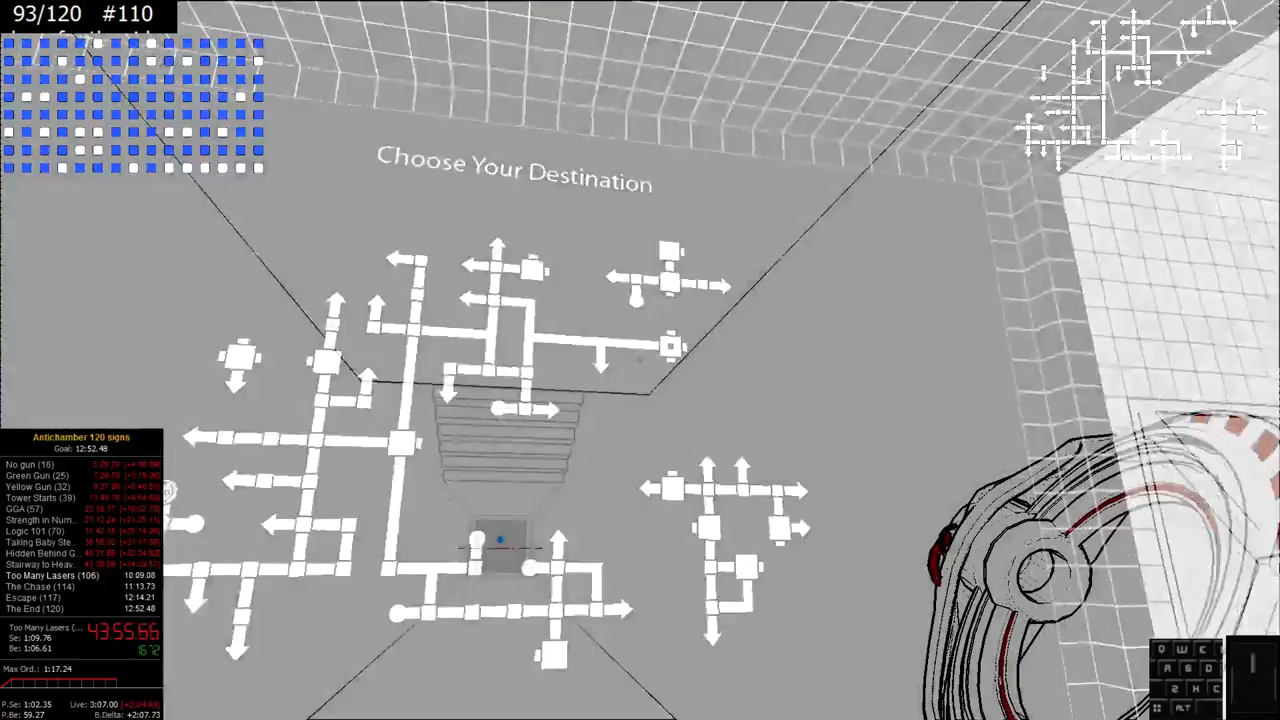 93/120 #110
Choose Your Destination
Antichamber 120 signs
Goal: 12:52.48
No gun (16)
Green Gun (25)
Yellow Gun (32)
Tower Starts (39)
GGA (57)
Strength in Num...
Logic 101 (70)
Taking Baby Ste...
Hidden Behind G...
Stairway to Heav...
Too Many Lasers (106) 10:09.08
The Chase (114) 11:13.73
Escape (117) 12:14.21
The End (120) 12:52.48
Too Many Lasers (... 43:55.66
Se: 1:09.76
Be: 1:06.61
Max Ord.: 1:17.24
P.Se: 1:02.35 Live: 3:07.00
P.Be: 59.27 B.Delta: +2:07.73
Q W E
A S D
Z X C
ALT